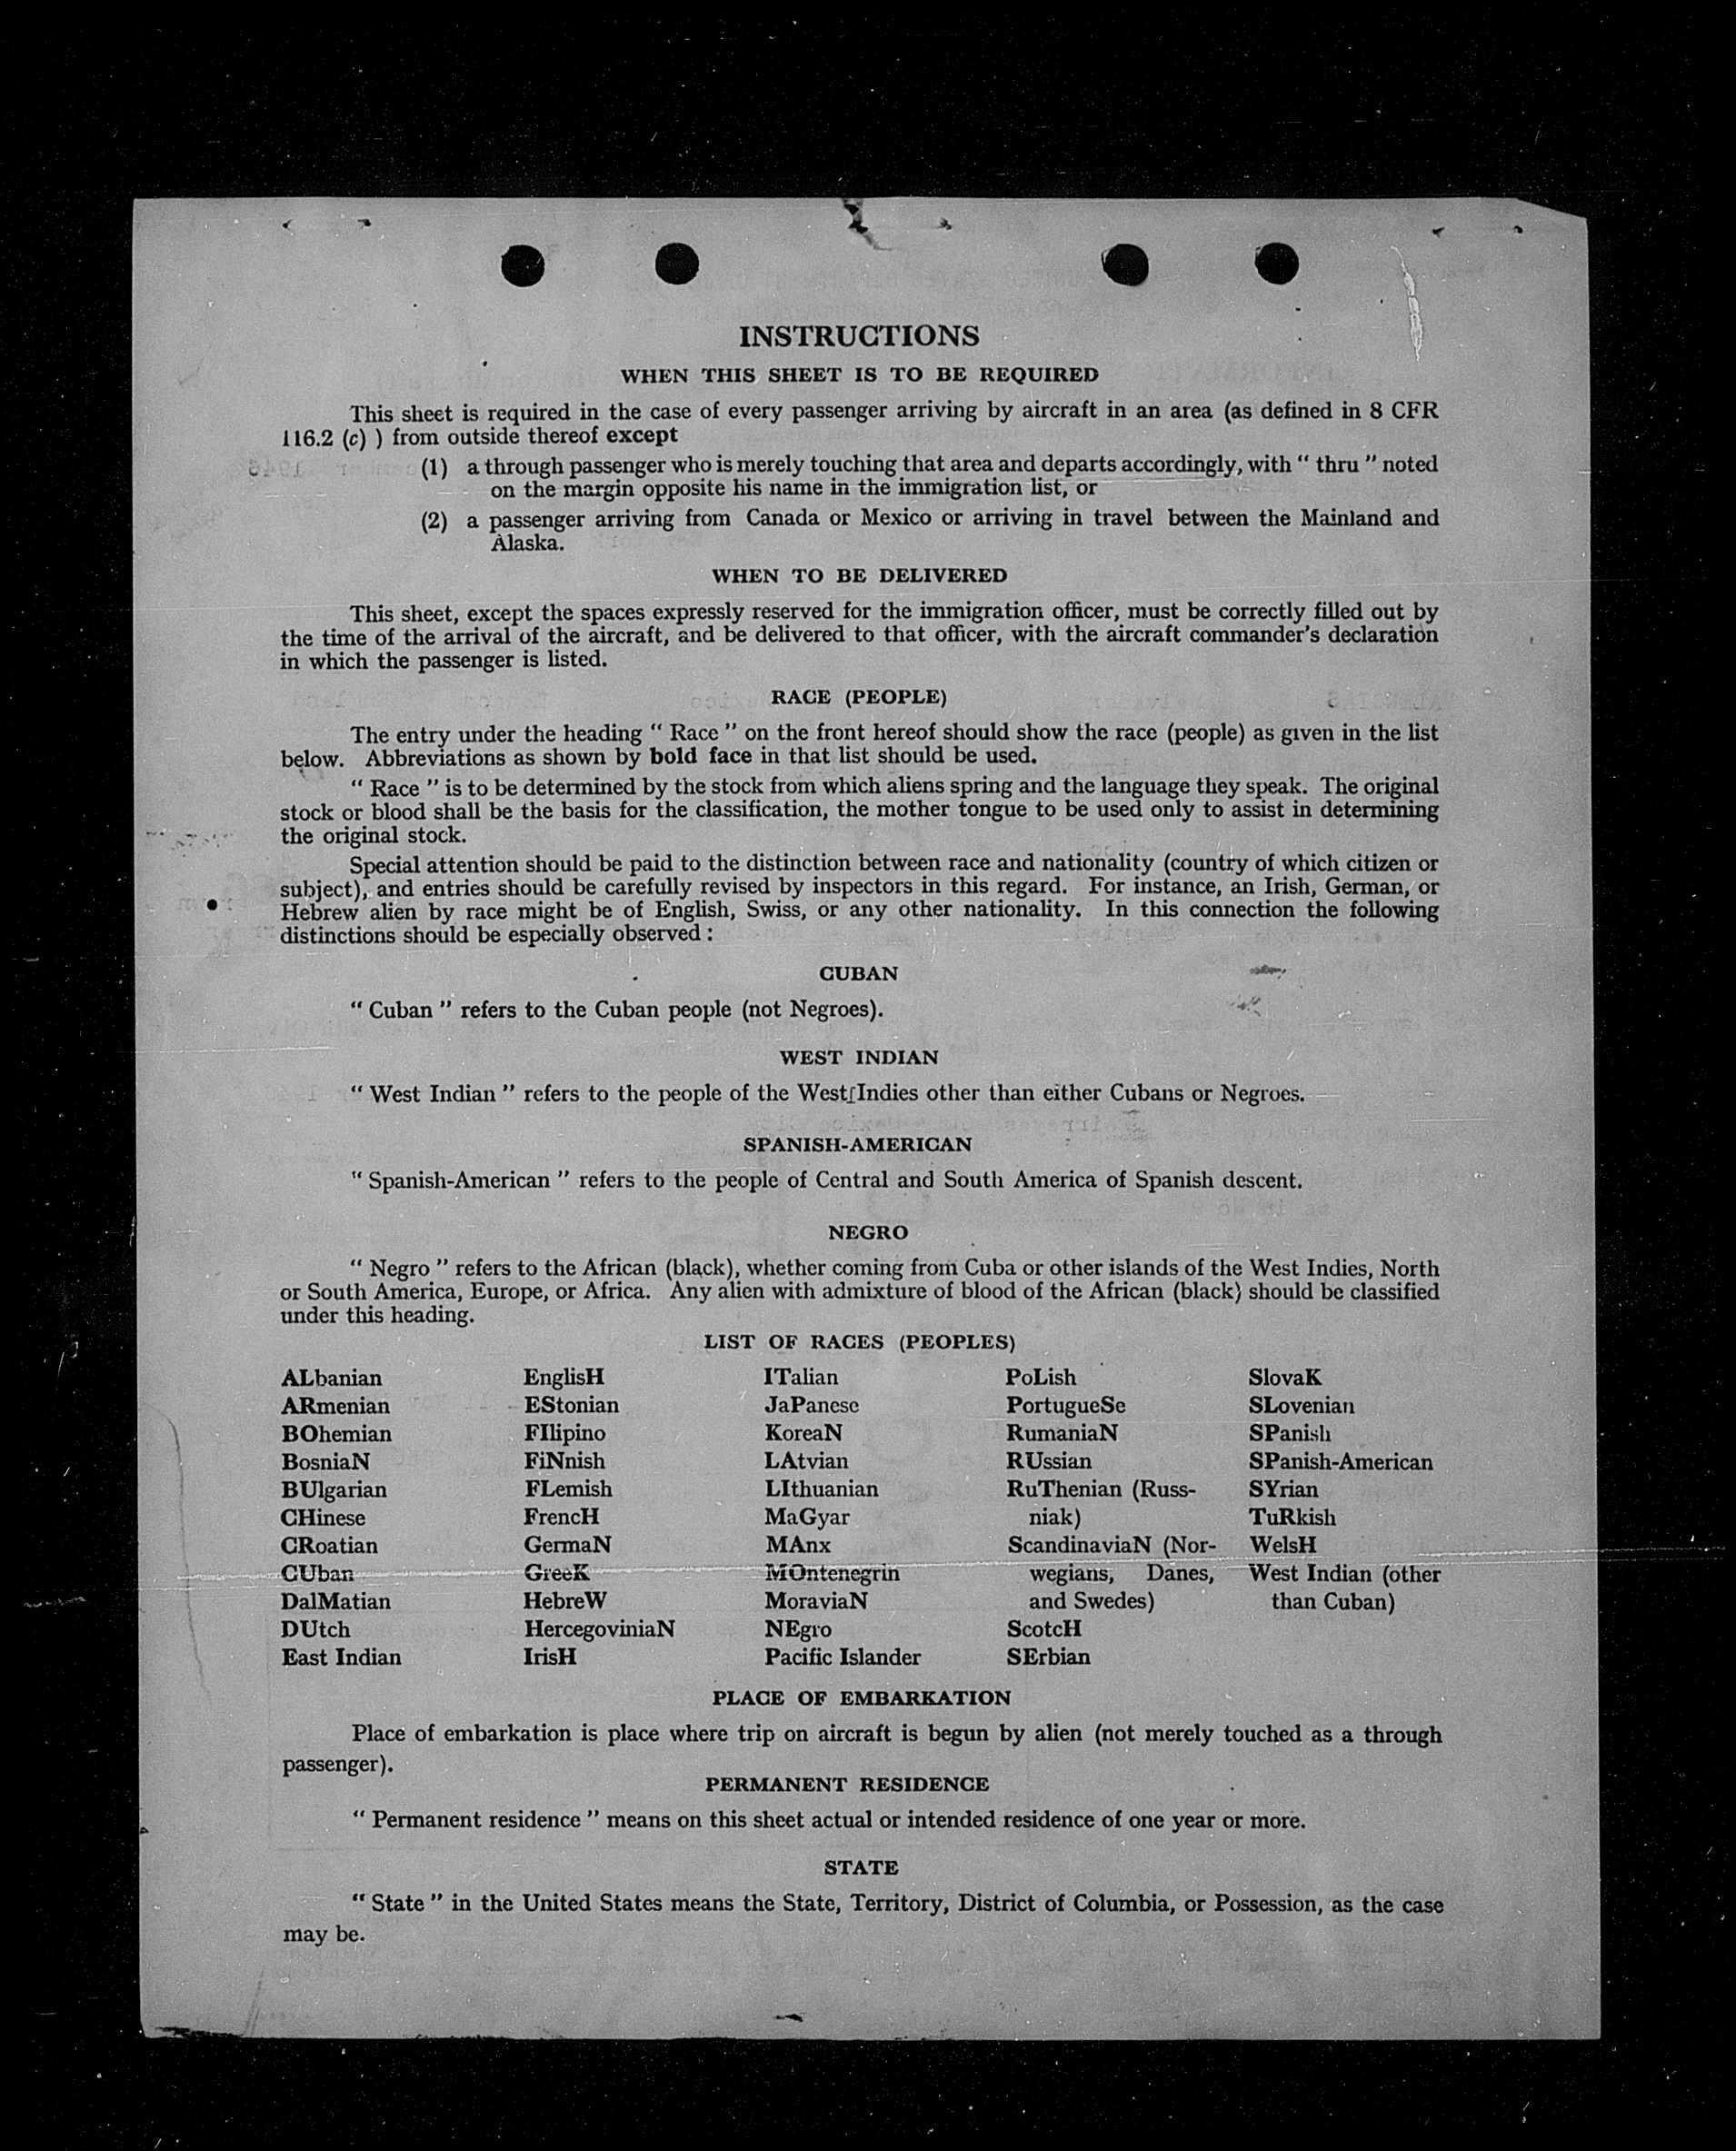 INSTRUCTIONS
WHEN THIS SHEET IS TO BE REQUIRED
This sheet is required in the case of every passenger arriving by aircraft in an area (as defined in 8 CFR
116.2 (c) ) from outside thereof except
(1) a through passenger who is merely touching that area and departs accordingly, with “ thru ” noted
on the margin opposite his name in the immigration list, or
(2) a passenger arriving from Canada or Mexico or arriving in travel between the Mainland and
Alaska.
WHEN TO BE DELIVERED
This sheet, except the spaces expressly reserved for the immigration officer, must be correctly filled out by
the time of the arrival of the aircraft, and be delivered to that officer, with the aircraft commander’s declaration
in which the passenger is listed.
RACE (PEOPLE)
The entry under the heading “ Race ” on the front hereof should show the race (people) as given in the list
below. Abbreviations as shown by bold face in that list should be used.
“ Race ” is to be determined by the stock from which aliens spring and the language they speak. The original
stock or blood shall be the basis for the classification, the mother tongue to be used only to assist in determining
the original stock.
Special attention should be paid to the distinction between race and nationality (country of which citizen or
subject), and entries should be carefully revised by inspectors in this regard. For instance, an Irish, German, or
Hebrew alien by race might be of English, Swiss, or any other nationality. In this connection the following
distinctions should be especially observed :
CUBAN
“ Cuban ” refers to the Cuban people (not Negroes).
WEST INDIAN
“ West Indian ” refers to the people of the West Indies other than either Cubans or Negroes.
SPANISH-AMERICAN
“ Spanish-American ” refers to the people of Central and South America of Spanish descent.
NEGRO
“ Negro ” refers to the African (black), whether coming from Cuba or other islands of the West Indies, North
or South America, Europe, or Africa. Any alien with admixture of blood of the African (black) should be classified
under this heading.
LIST OF RACES (PEOPLES)
ALbanian
ARmenian
BOhemian
BosniaN
BUlgarian
CHinese
CRoatian
CUban
DalMatian
DUtch
East Indian
EnglisH
EStonian
FIlipino
FiNnish
FLemish
FrencH
GermaN
GreeK
HebreW
HercegoviniaN
IrisH
ITalian
JaPanese
KoreaN
LAtvian
LIthuanian
MaGyar
MAnx
MOntenegrin
MoraviaN
NEgro
Pacific Islander
PoLish
PortugueSe
RumaniaN
RUssian
RuThenian (Russ-
niak)
ScandinaviaN (Nor-
wegians, Danes,
and Swedes)
ScotcH
SErbian
SlovaK
SLovenian
SPanish
SPanish-American
SYrian
TuRkish
WelsH
West Indian (other
than Cuban)
PLACE OF EMBARKATION
Place of embarkation is place where trip on aircraft is begun by alien (not merely touched as a through
passenger).
PERMANENT RESIDENCE
“ Permanent residence ” means on this sheet actual or intended residence of one year or more.
STATE
“ State ” in the United States means the State, Territory, District of Columbia, or Possession, as the case
may be.